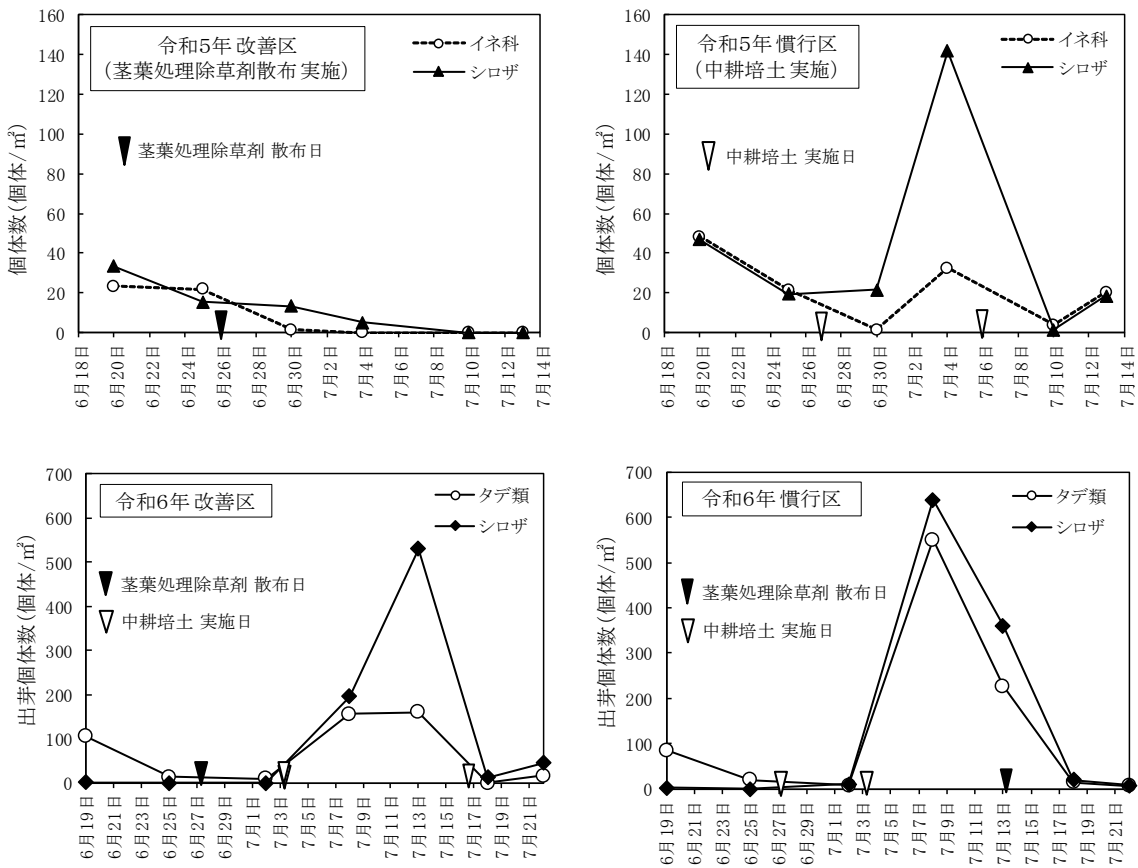 令和5年 改善区
（茎葉処理除草剤散布 実施）
イネ科
シロザ
茎葉処理除草剤 散布日
個体数（個体/㎡）
160
140
120
100
80
60
40
20
0
6月18日
6月20日
6月22日
6月24日
6月26日
6月28日
6月30日
7月2日
7月4日
7月6日
7月8日
7月10日
7月12日
7月14日
令和5年 慣行区
（中耕培土 実施）
イネ科
シロザ
中耕培土 実施日
個体数（個体/㎡）
160
140
120
100
80
60
40
20
0
6月18日
6月20日
6月22日
6月24日
6月26日
6月28日
6月30日
7月2日
7月4日
7月6日
7月8日
7月10日
7月12日
7月14日
令和6年 改善区
タデ類
シロザ
茎葉処理除草剤 散布日
中耕培土 実施日
出芽個体数（個体/㎡）
700
600
500
400
300
200
100
0
6月19日
6月21日
6月23日
6月25日
6月27日
6月29日
7月1日
7月3日
7月5日
7月7日
7月9日
7月11日
7月13日
7月15日
7月17日
7月19日
7月21日
令和6年 慣行区
タデ類
シロザ
茎葉処理除草剤 散布日
中耕培土 実施日
出芽個体数（個体/㎡）
700
600
500
400
300
200
100
0
6月19日
6月21日
6月23日
6月25日
6月27日
6月29日
7月1日
7月3日
7月5日
7月7日
7月9日
7月11日
7月13日
7月15日
7月17日
7月19日
7月21日